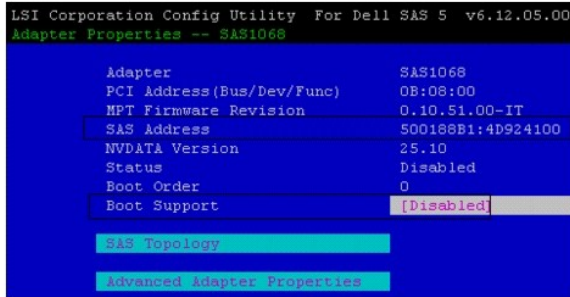 LSI Corporation Config Utility For Dell SAS 5 v6.12.05.00
Adapter Properties -- SAS1068
Adapter SAS1068
PCI Address(Bus/Dev/Func) 0B:08:00
MPT Firmware Revision 0.10.51.00-IT
SAS Address 500188B1:4D924100
NVDATA Version 25.10
Status Disabled
Boot Order 0
Boot Support [Disabled]
SAS Topology
Advanced Adapter Properties